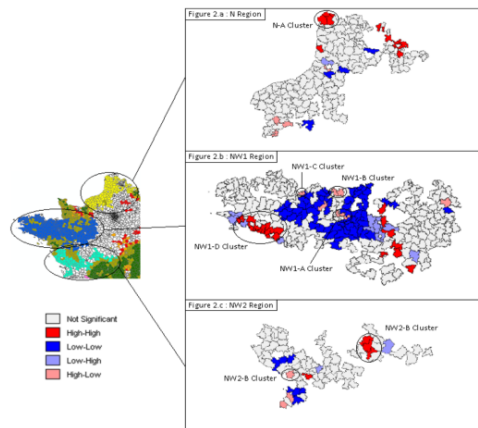 Figure 2.a : N Region
N-A Cluster
Figure 2.b : NW1 Region
NW1-C Cluster
NW1-B Cluster
NW1-D Cluster
NW1-A Cluster
Figure 2.c : NW2 Region
NW2-B Cluster
NW2-B Cluster
Not Significant
High-High
Low-Low
Low-High
High-Low